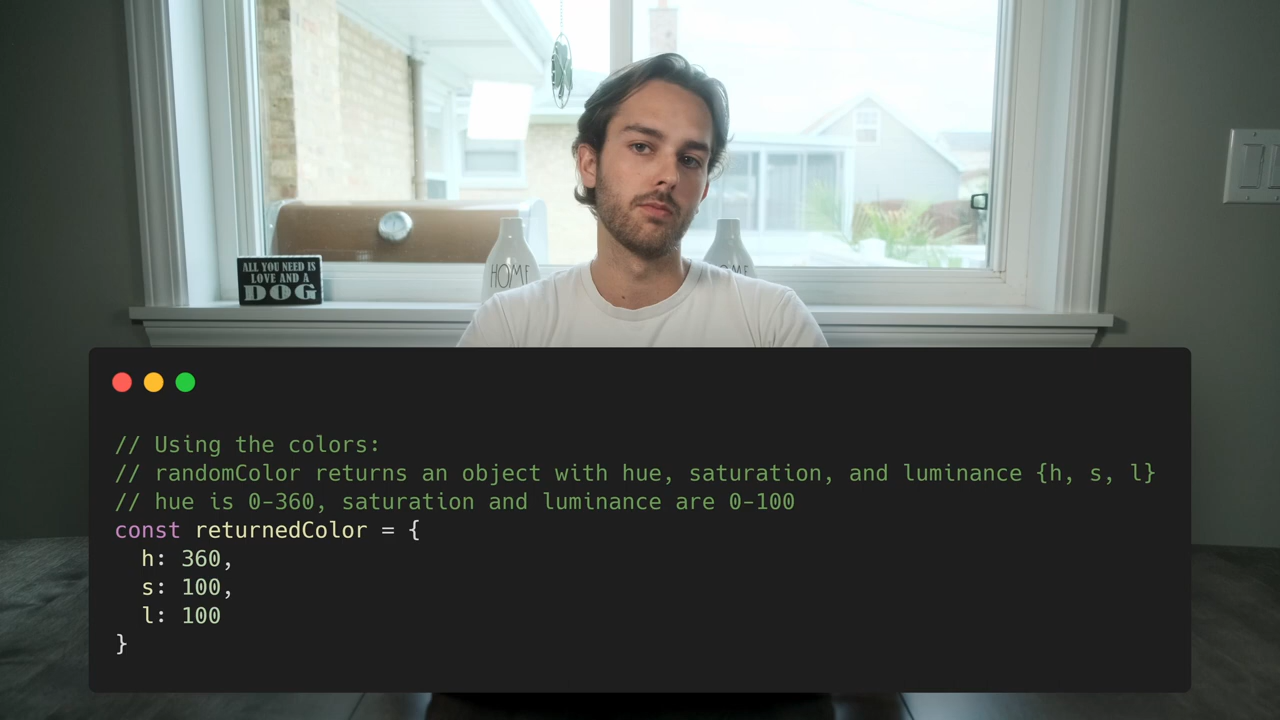 ALL YOU NEED IS
LOVE AND A
DOG
HOME
OME
// Using the colors:
// randomColor returns an object with hue, saturation, and luminance {h, s, l}
// hue is 0-360, saturation and luminance are 0-100
const returnedColor = {
  h: 360,
  s: 100,
  l: 100
}